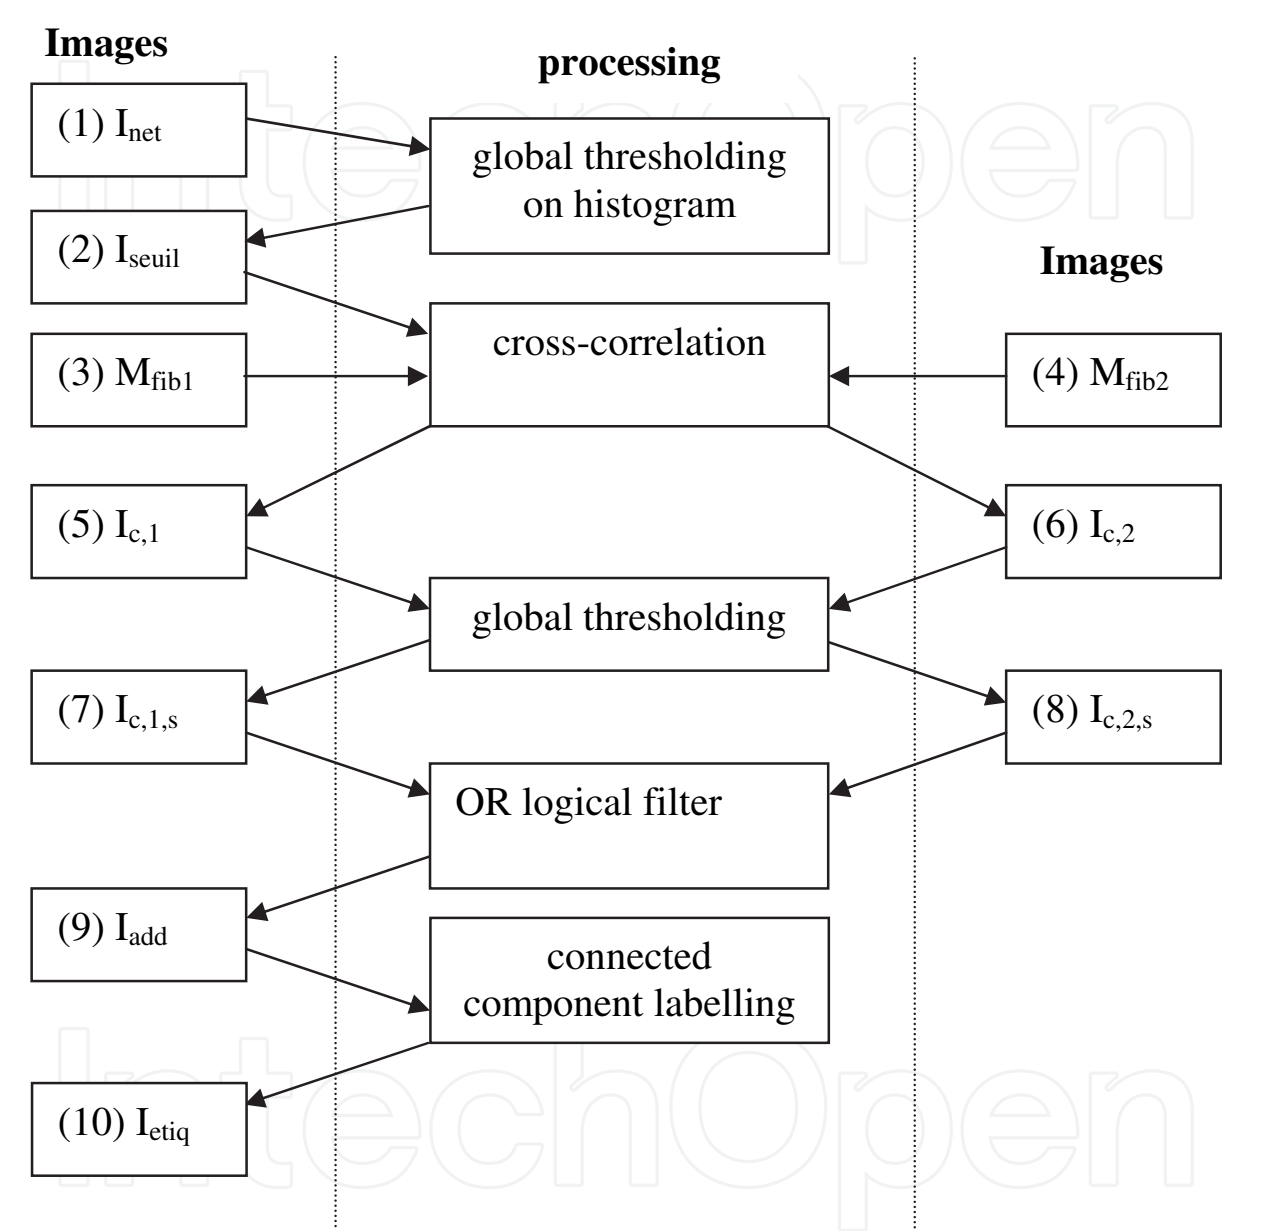 Images
processing
(1) Inet
global thresholding
on histogram
(2) Iseuil
Images
cross-correlation
(3) Mfib1
(4) Mfib2
(5) Ic,1
(6) Ic,2
global thresholding
(7) Ic,1,s
(8) Ic,2,s
OR logical filter
(9) Iadd
connected
component labelling
(10) Ietiq
IntechOpen
IntechOpen